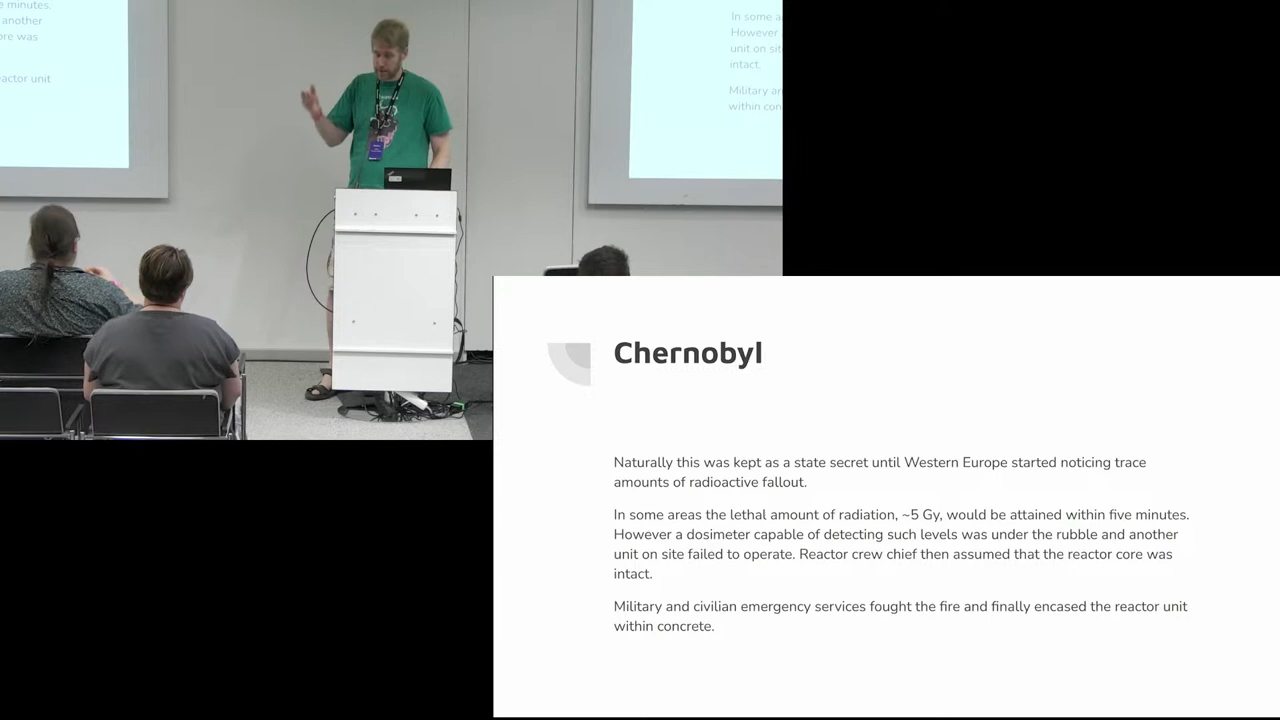 e minutes.
another
ore was
eactor unit
In some a
However
unit on sit
intact.
Military an
within con
Chernobyl
Naturally this was kept as a state secret until Western Europe started noticing trace
amounts of radioactive fallout.
In some areas the lethal amount of radiation, ~5 Gy, would be attained within five minutes.
However a dosimeter capable of detecting such levels was under the rubble and another
unit on site failed to operate. Reactor crew chief then assumed that the reactor core was
intact.
Military and civilian emergency services fought the fire and finally encased the reactor unit
within concrete.